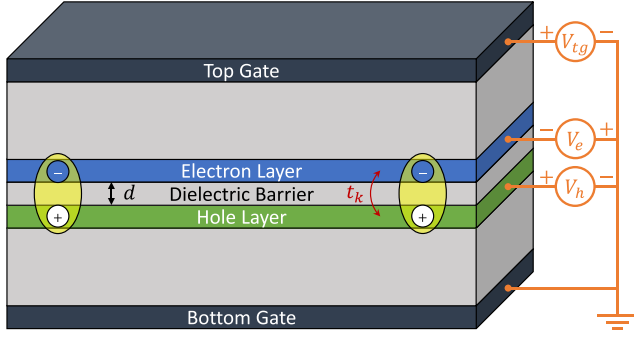 Top Gate
+ V_tg −
− Electron Layer
− V_e +
d Dielectric Barrier t_k
+ V_h −
+ Hole Layer +
Bottom Gate